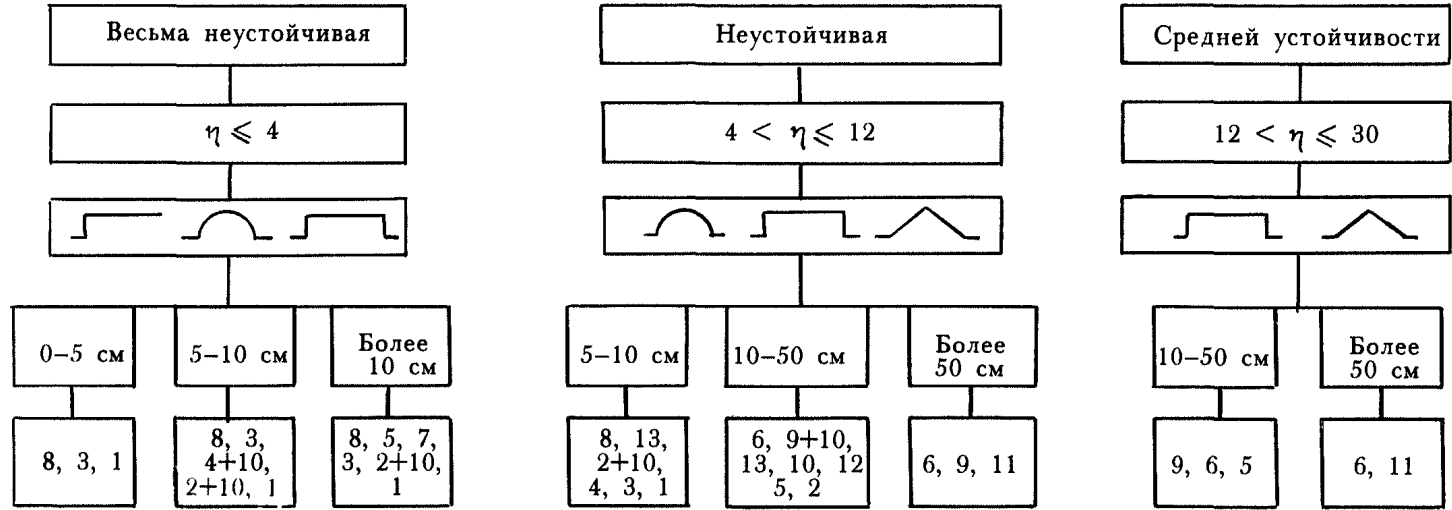 Весьма неустойчивая
Неустойчивая
Средней устойчивости
η ⩽ 4
4 < η ⩽ 12
12 < η ⩽ 30
0–5 см
5–10 см
Более
10 см
5–10 см
10–50 см
Более
50 см
10–50 см
Более
50 см
8, 3, 1
8, 3,
4+10,
2+10, 1
8, 5, 7,
3, 2+10,
1
8, 13,
2+10,
4, 3, 1
6, 9+10,
13, 10, 12
5, 2
6, 9, 11
9, 6, 5
6, 11